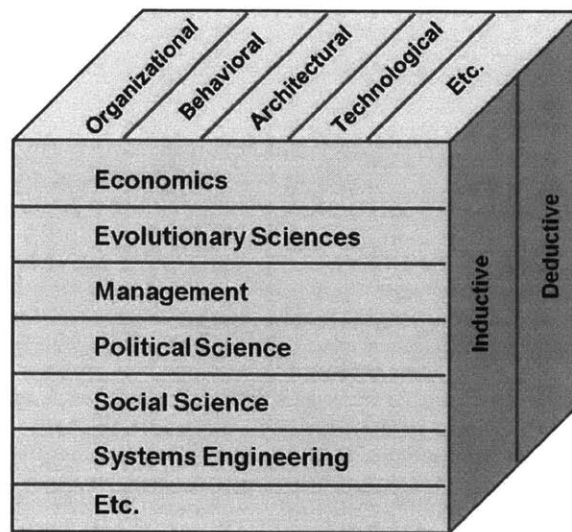 Organizational
Behavioral
Architectural
Technological
Etc.
Economics
Evolutionary Sciences
Management
Political Science
Social Science
Systems Engineering
Etc.
Inductive
Deductive